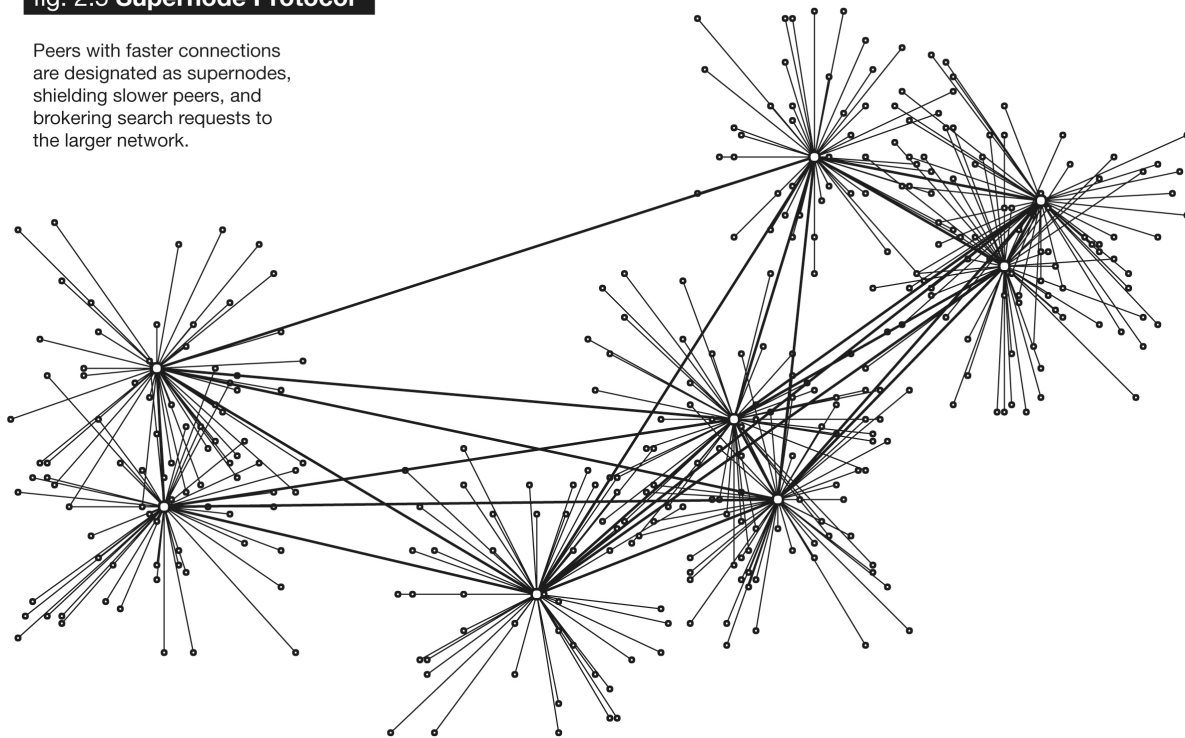 fig. 2.9 Supernode Protocol
Peers with faster connections
are designated as supernodes,
shielding slower peers, and
brokering search requests to
the larger network.